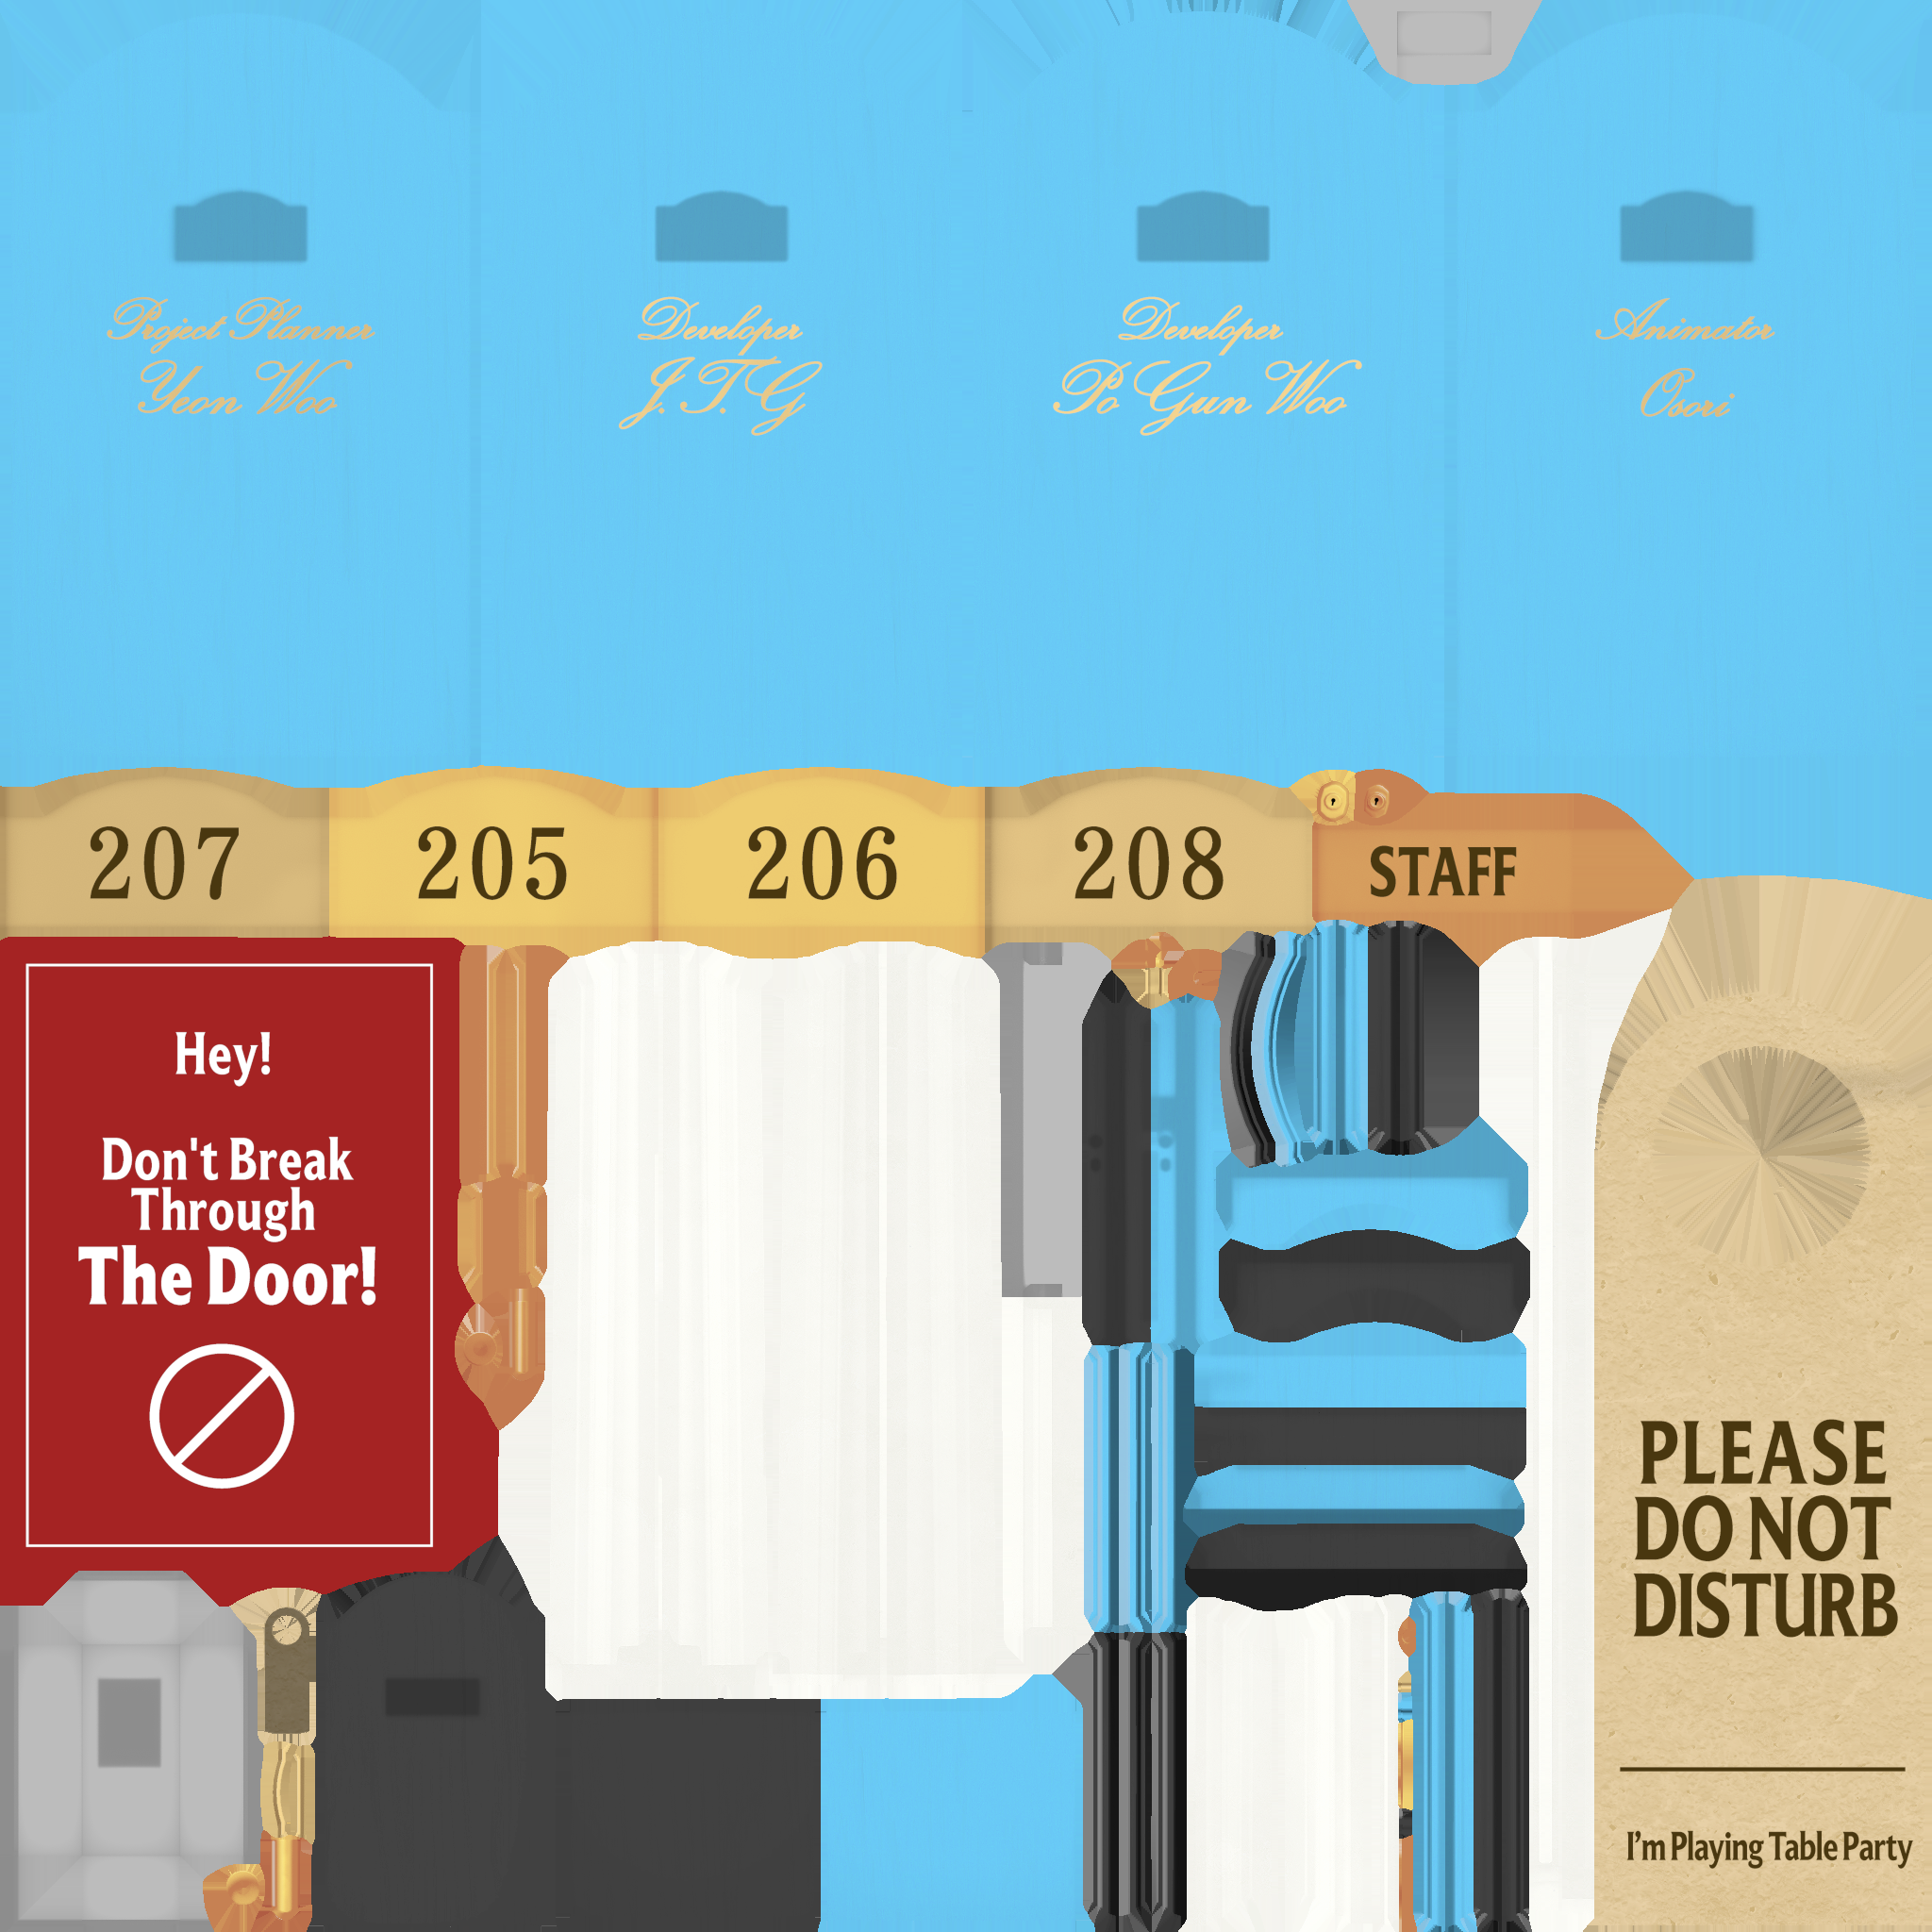 Project Planner
Yeon Woo
Developer
J.T.G
Developer
Po Gun Woo
Animator
Osori
207
205
206
208
STAFF
Hey!
Don't Break
Through
The Door!
PLEASE
DO NOT
DISTURB
I'm Playing Table Party